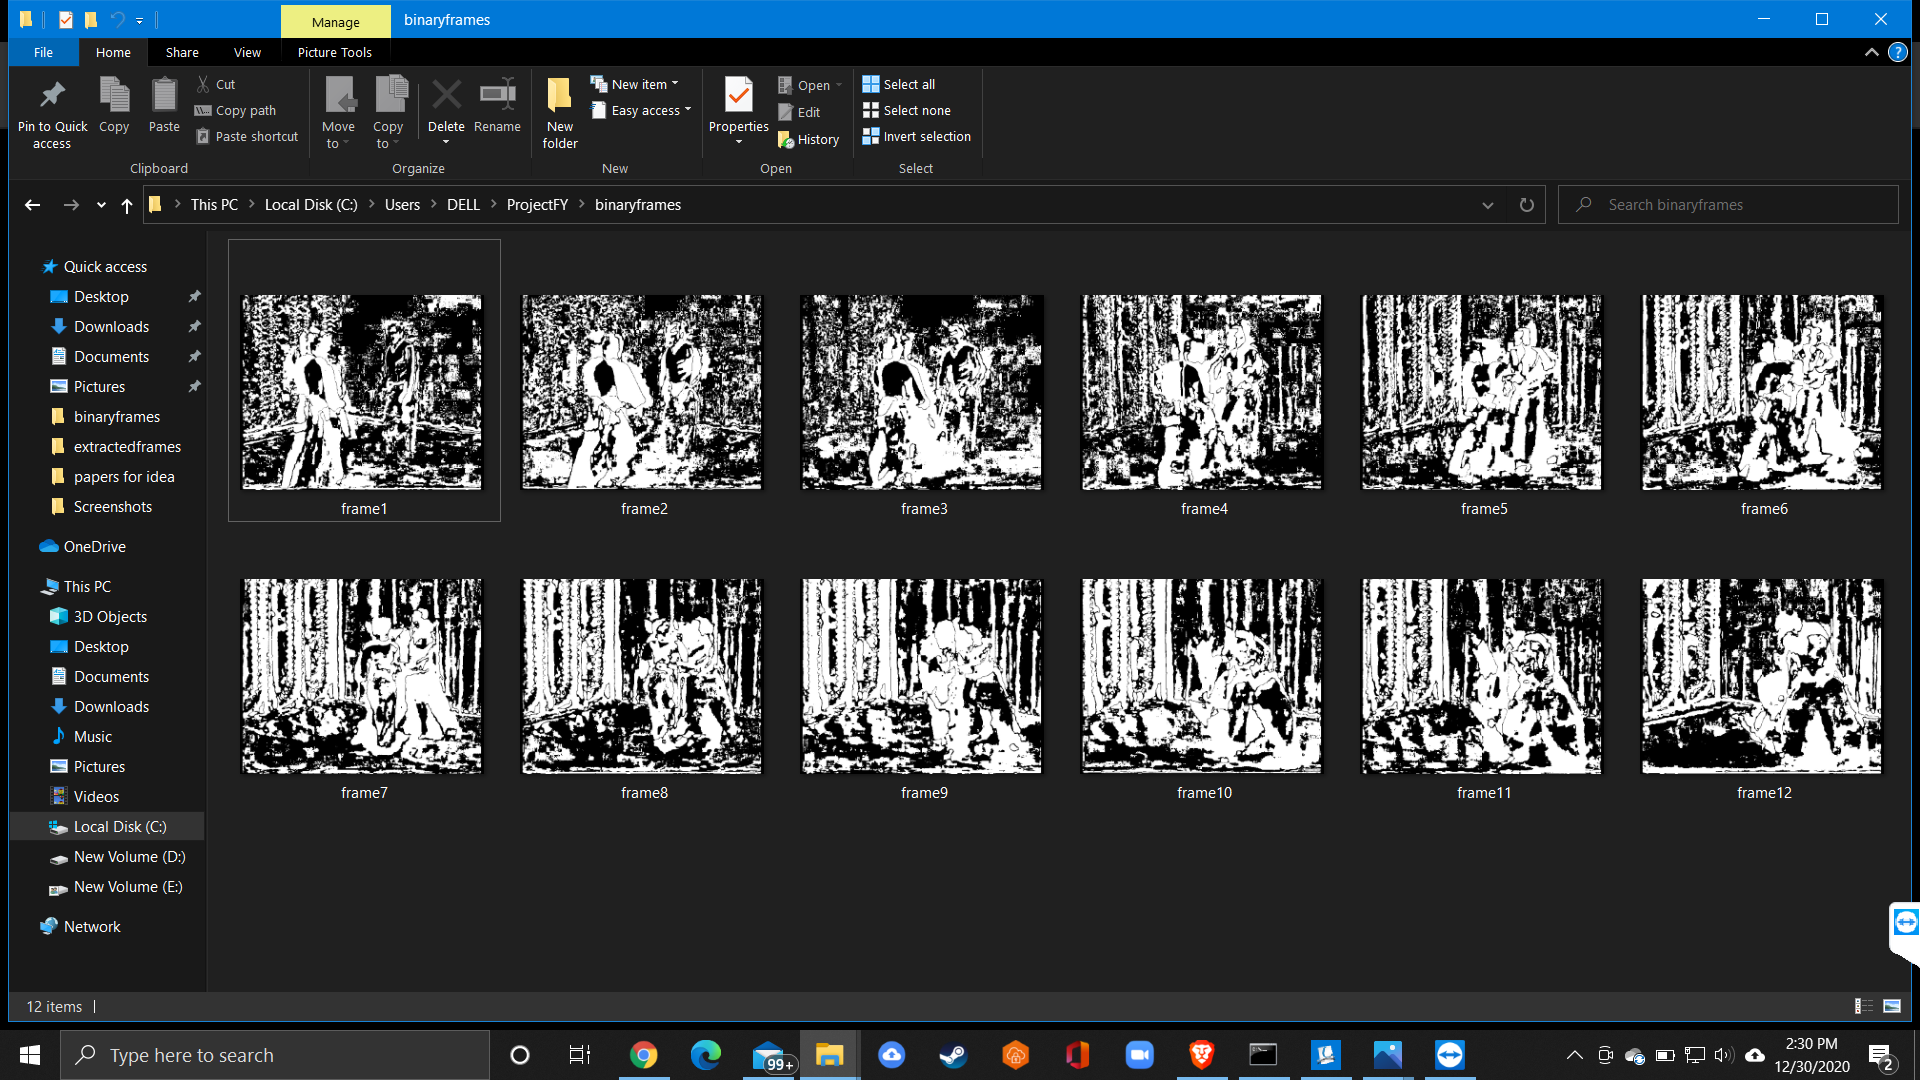 Manage
binaryframes
File
Home
Share
View
Picture Tools
Pin to Quick access
Copy
Paste
Cut
Copy path
Paste shortcut
Clipboard
Move to
Copy to
Delete
Rename
Organize
New folder
New item
Easy access
New
Properties
Open
Edit
History
Open
Select all
Select none
Invert selection
Select
This PC > Local Disk (C:) > Users > DELL > ProjectFY > binaryframes
Search binaryframes
Quick access
Desktop
Downloads
Documents
Pictures
binaryframes
extractedframes
papers for idea
Screenshots
OneDrive
This PC
3D Objects
Desktop
Documents
Downloads
Music
Pictures
Videos
Local Disk (C:)
New Volume (D:)
New Volume (E:)
Network
frame1
frame2
frame3
frame4
frame5
frame6
frame7
frame8
frame9
frame10
frame11
frame12
12 items
Type here to search
99+
2:30 PM
12/30/2020
2